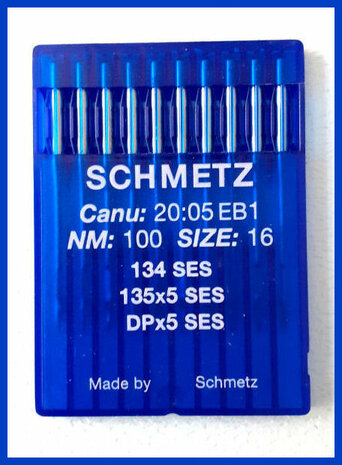 SCHMETZ
Canu: 20:05 EB1
NM: 100 SIZE: 16
134 SES
135x5 SES
DPx5 SES
Made by Schmetz